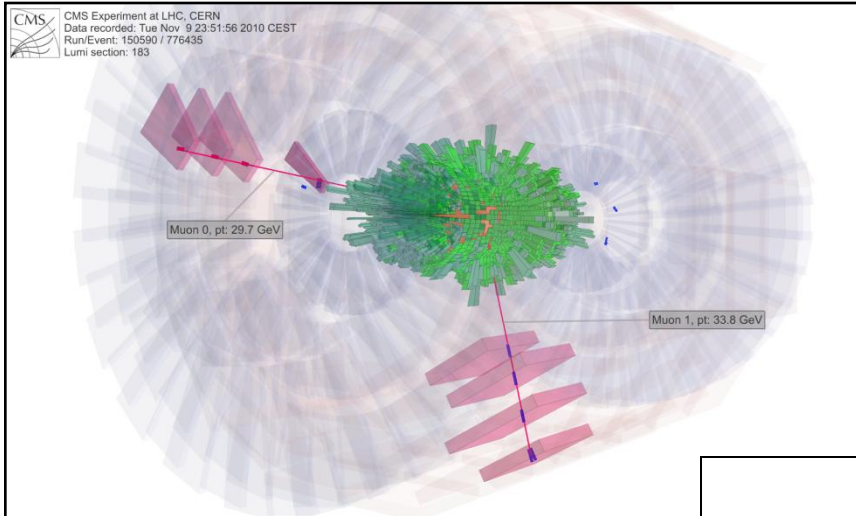 CMS
CMS Experiment at LHC, CERN
Data recorded: Tue Nov  9 23:51:56 2010 CEST
Run/Event: 150590 / 776435
Lumi section: 183
Muon 0, pt: 29.7 GeV
Muon 1, pt: 33.8 GeV